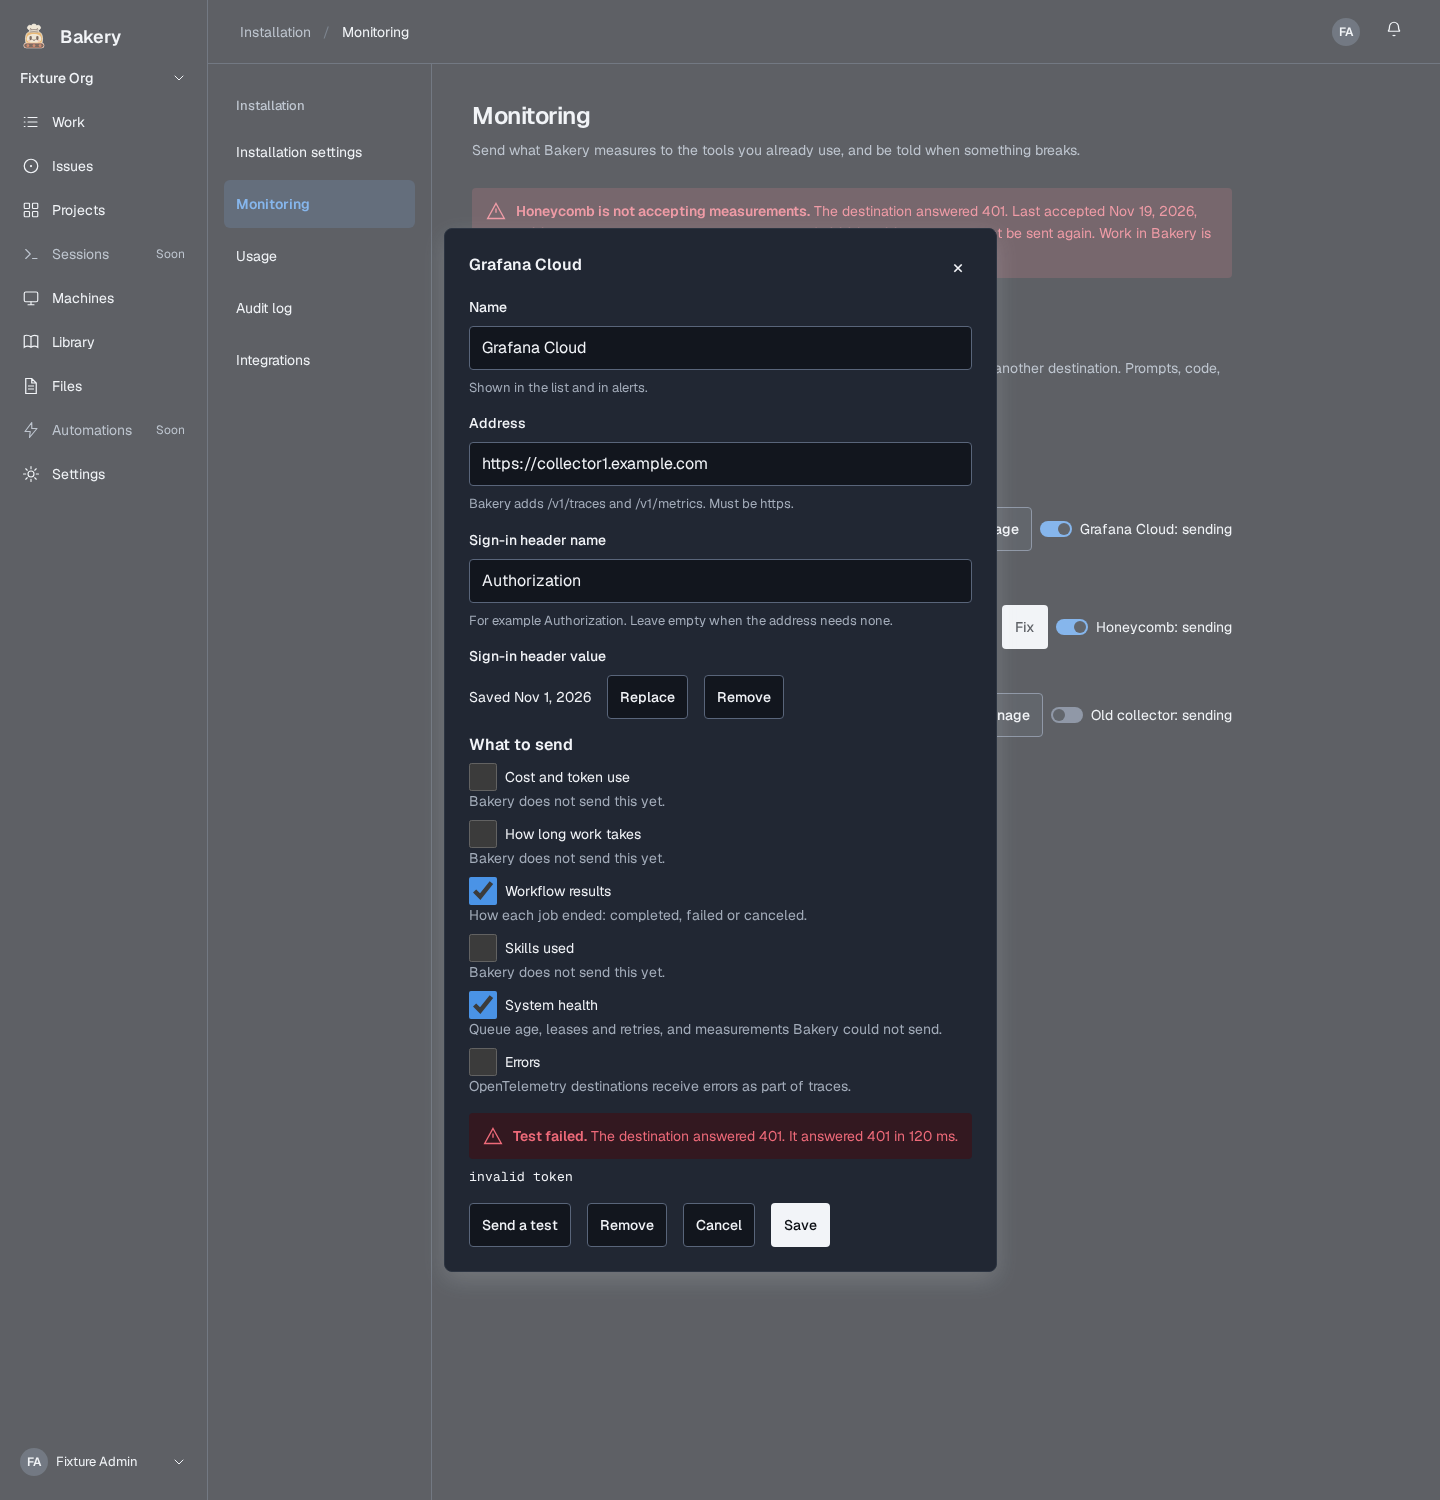 Bakery
Fixture Org
Work
Issues
Projects
Sessions Soon
Machines
Library
Files
Automations Soon
Settings
FA Fixture Admin
Installation / Monitoring
FA
Installation
Installation settings
Monitoring
Usage
Audit log
Integrations
Monitoring
Send what Bakery measures to the tools you already use, and be told when something breaks.
Honeycomb is not accepting measurements. The destination answered 401. Last accepted Nov 19, 2026,
be sent again. Work in Bakery is
another destination. Prompts, code,
Grafana Cloud: sending
Fix Honeycomb: sending
Old collector: sending
Grafana Cloud
Name
Grafana Cloud
Shown in the list and in alerts.
Address
https://collector1.example.com
Bakery adds /v1/traces and /v1/metrics. Must be https.
Sign-in header name
Authorization
For example Authorization. Leave empty when the address needs none.
Sign-in header value
Saved Nov 1, 2026 Replace Remove
What to send
Cost and token use
Bakery does not send this yet.
How long work takes
Bakery does not send this yet.
Workflow results
How each job ended: completed, failed or canceled.
Skills used
Bakery does not send this yet.
System health
Queue age, leases and retries, and measurements Bakery could not send.
Errors
OpenTelemetry destinations receive errors as part of traces.
Test failed. The destination answered 401. It answered 401 in 120 ms.
invalid token
Send a test Remove Cancel Save